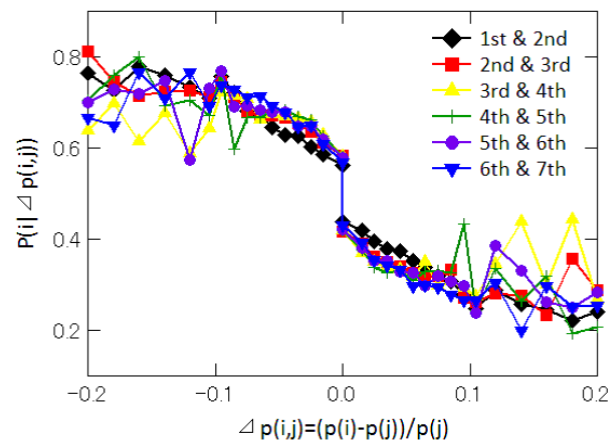 0.8
0.6
0.4
0.2
P(i|⊿ p(i,j))
1st & 2nd
2nd & 3rd
3rd & 4th
4th & 5th
5th & 6th
6th & 7th
−0.2 −0.1 0.0 0.1 0.2
⊿ p(i,j)=(p(i)-p(j))/p(j)